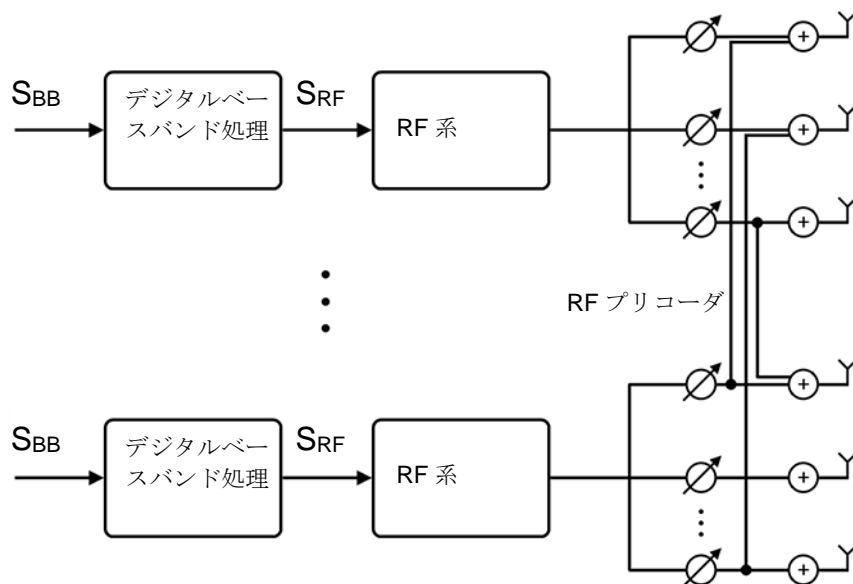 SBB
デジタルベー
スバンド処理
SRF
RF 系
+
+
+
RF プリコーダ
SBB
デジタルベー
スバンド処理
SRF
RF 系
+
+
+